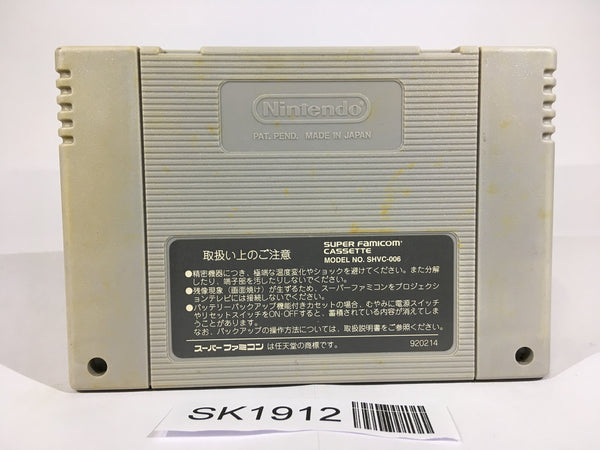 Nintendo
PAT. PEND. MADE IN JAPAN
取扱い上のご注意
SUPER FAMICOM
CASSETTE
MODEL NO. SHVC-006
●精密機器につき、極端な温度変化やショックを避けてください。また分解
したり、端子部を汚したりしないでください。
●残像現象(画面焼け)が生ずるため、スーパーファミコンをプロジェク
ションテレビには接続しないでください。
●バッテリーバックアップ機能付きカセットの場合、むやみに電源スイッチ
やリセットスイッチをON・OFFすると、蓄積されている内容が消えてしま
うことがあります。
なお、バックアップの操作方法については、取扱説明書をご参照ください。
スーパーファミコン は任天堂の商標です。
920214
SK1912